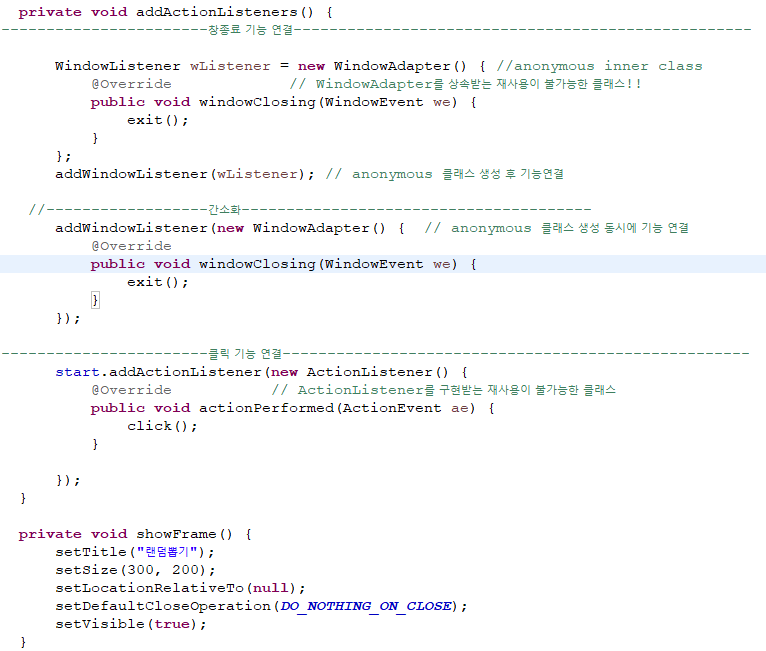 private void addActionListeners() {
-----------------------창종료 기능 연결---------------------------------------------------
WindowListener wListener = new WindowAdapter() { //anonymous inner class
@Override // WindowAdapter를 상속받는 재사용이 불가능한 클래스!!
public void windowClosing(WindowEvent we) {
exit();
}
};
addWindowListener(wListener); // anonymous 클래스 생성 후 기능연결
//------------------간소화---------------------------------------
addWindowListener(new WindowAdapter() { // anonymous 클래스 생성 동시에 기능 연결
@Override
public void windowClosing(WindowEvent we) {
exit();
}
});
-----------------------클릭 기능 연결----------------------------------------------------
start.addActionListener(new ActionListener() {
@Override // ActionListener를 구현받는 재사용이 불가능한 클래스
public void actionPerformed(ActionEvent ae) {
click();
}
});
}
private void showFrame() {
setTitle("랜덤뽑기");
setSize(300, 200);
setLocationRelativeTo(null);
setDefaultCloseOperation(DO_NOTHING_ON_CLOSE);
setVisible(true);
}